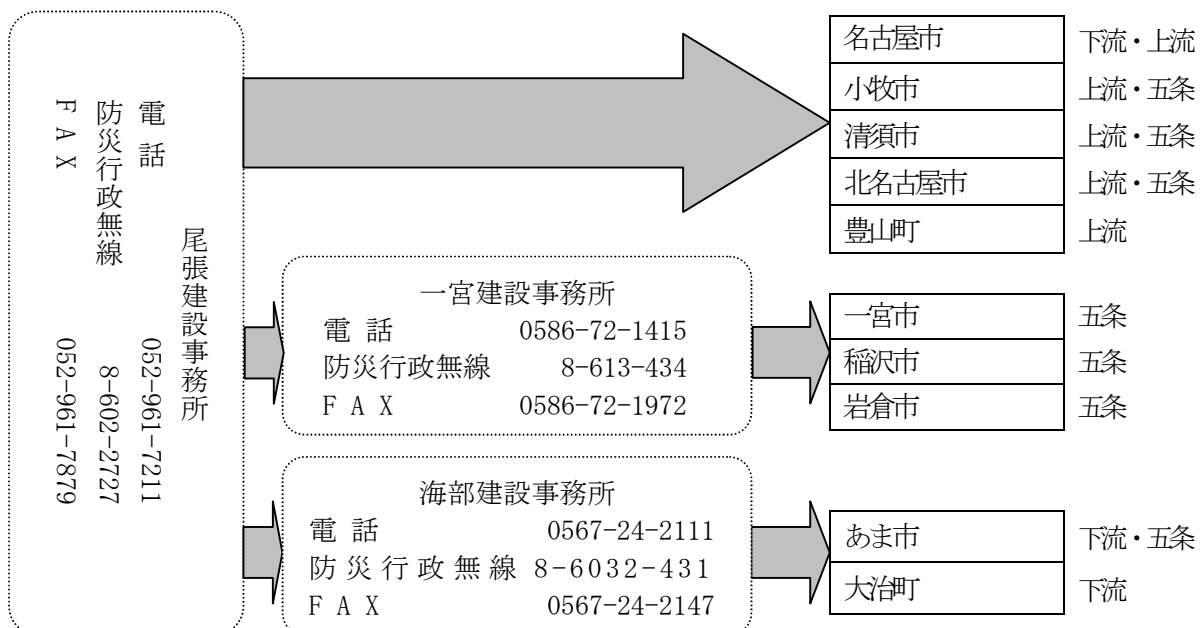 尾張建設事務所
電 話 052-961-7211
防災行政無線 8-602-2727
F A X 052-961-7879
名古屋市 下流・上流
小牧市 上流・五条
清須市 上流・五条
北名古屋市 上流・五条
豊山町 上流
一宮建設事務所
電 話 0586-72-1415
防災行政無線 8-613-434
F A X 0586-72-1972
一宮市 五条
稲沢市 五条
岩倉市 五条
海部建設事務所
電 話 0567-24-2111
防災行政無線 8-6032-431
F A X 0567-24-2147
あま市 下流・五条
大治町 下流